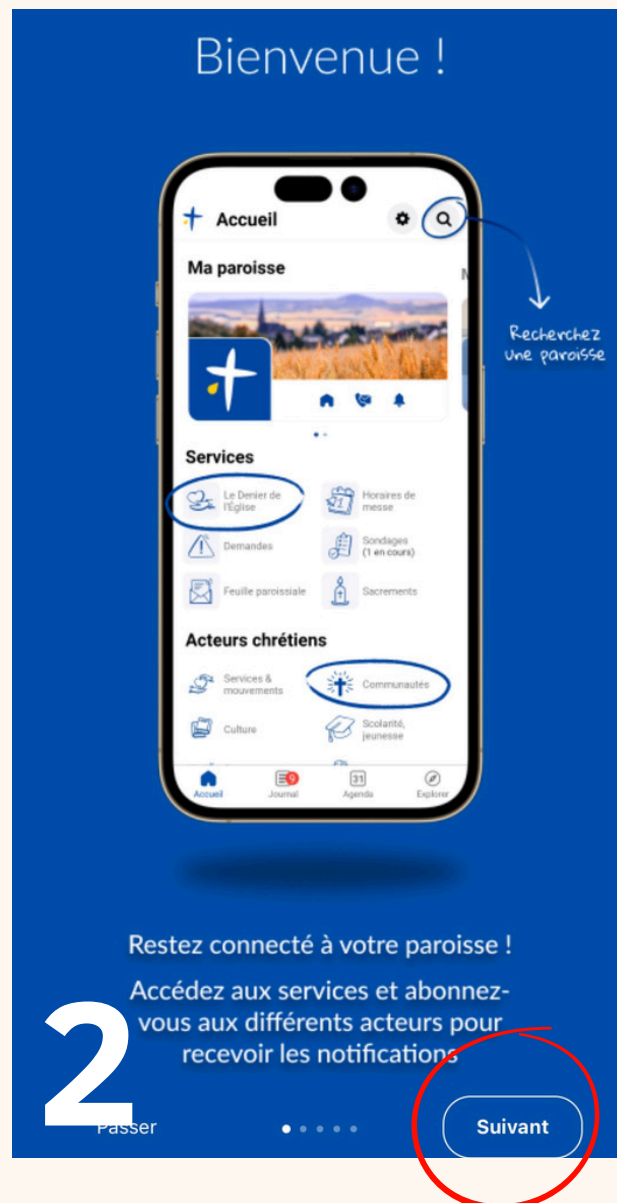 Bienvenue !
Accueil
Ma paroisse
Recherchez
une paroisse
Services
Le Denier de
l'Église
Horaires de
messe
Demandes
Sondages
(1 en cours)
Feuille paroissiale
Sacrements
Acteurs chrétiens
Services &
mouvements
Communautés
Culture
Scolarité,
jeunesse
9
31
Accueil
Journal
Agenda
Explorer
Restez connecté à votre paroisse !
Accédez aux services et abonnez-
vous aux différents acteurs pour
recevoir les notifications
2
Passer
Suivant